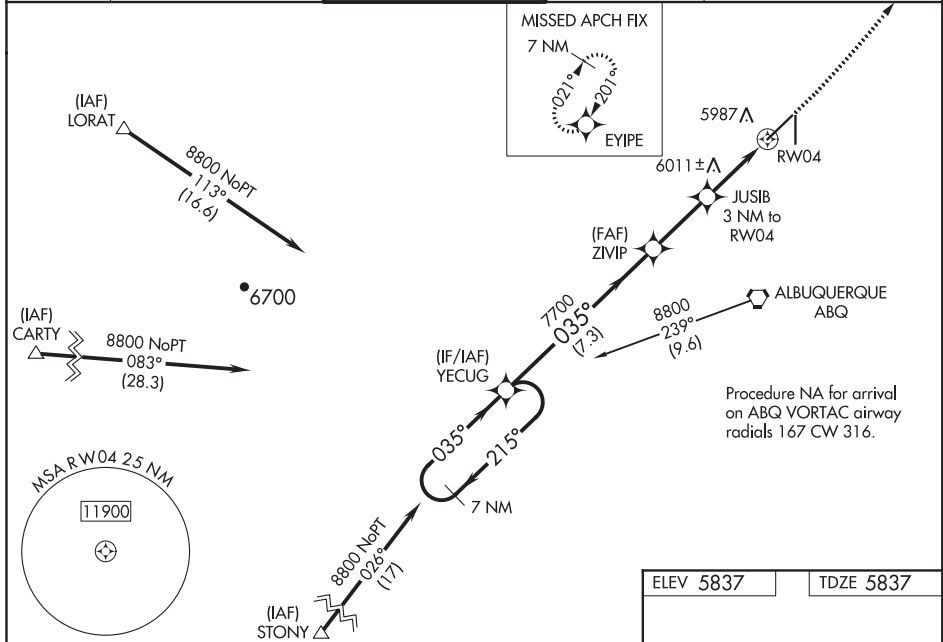 MISSED APCH FIX
7 NM
021°
201°
EYIPE
(IAF)
LORAT
8800 NoPT
113°
(16.6)
5987
RW04
6011±
JUSIB
3 NM to
RW04
(FAF)
ZIVIP
6700
ALBUQUERQUE
ABQ
8800
239°
(9.6)
7700
035°
(7.3)
(IAF)
CARTY
8800 NoPT
083°
(28.3)
(IF/IAF)
YECUG
035°
215°
7 NM
Procedure NA for arrival
on ABQ VORTAC airway
radials 167 CW 316.
MSA RW04 25 NM
11900
8800 NoPT
026°
(17)
(IAF)
STONY
ELEV 5837
TDZE 5837